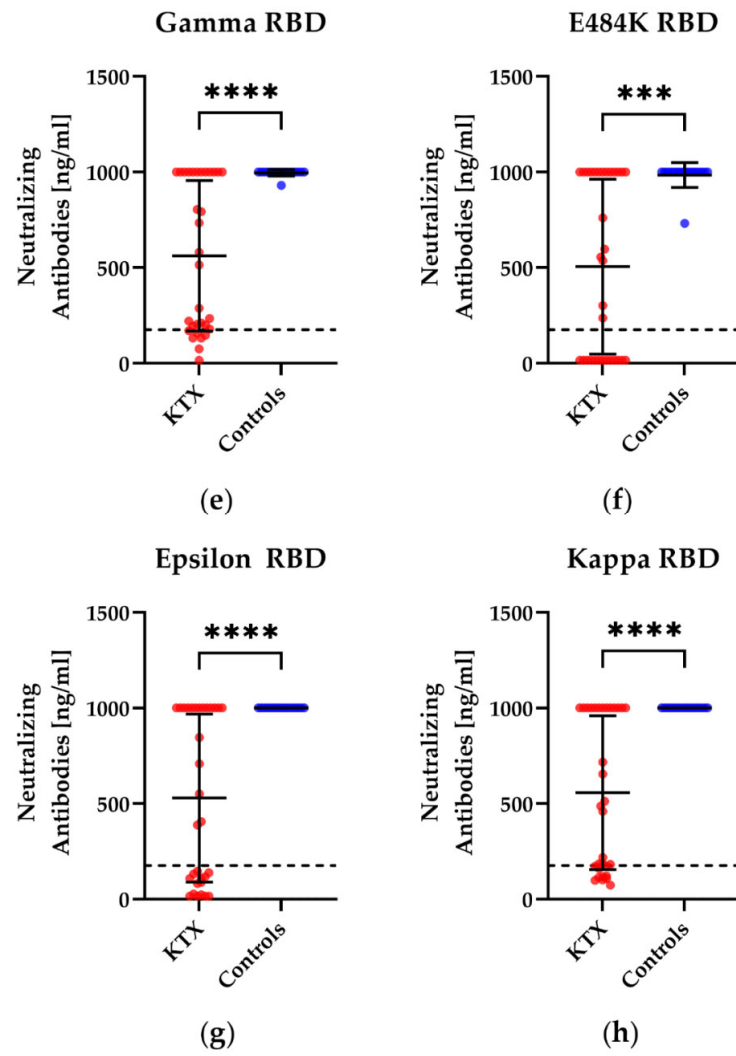 Gamma RBD
E484K RBD
Neutralizing
Antibodies [ng/ml]
1500
1000
500
0
****
KTX
Controls
(e)
Neutralizing
Antibodies [ng/ml]
1500
1000
500
0
***
KTX
Controls
(f)
Epsilon RBD
Kappa RBD
Neutralizing
Antibodies [ng/ml]
1500
1000
500
0
****
KTX
Controls
(g)
Neutralizing
Antibodies [ng/ml]
1500
1000
500
0
****
KTX
Controls
(h)